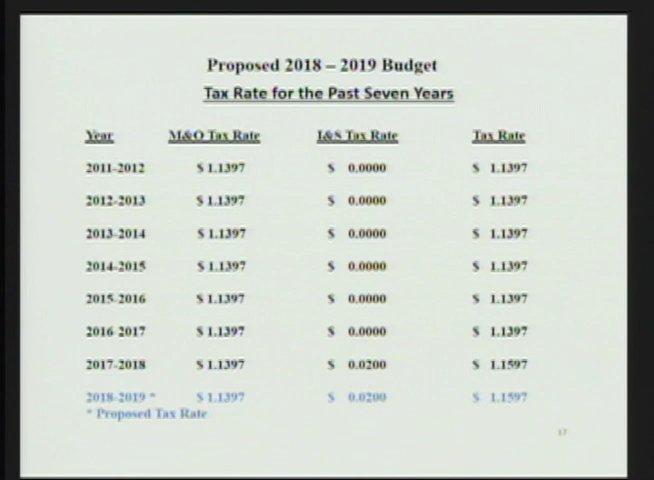 Proposed 2018 – 2019 Budget
Tax Rate for the Past Seven Years
Year M&O Tax Rate I&S Tax Rate Tax Rate
2011-2012 $ 1.1397 $ 0.0000 $ 1.1397
2012-2013 $ 1.1397 $ 0.0000 $ 1.1397
2013-2014 $ 1.1397 $ 0.0000 $ 1.1397
2014-2015 $ 1.1397 $ 0.0000 $ 1.1397
2015-2016 $ 1.1397 $ 0.0000 $ 1.1397
2016-2017 $ 1.1397 $ 0.0000 $ 1.1397
2017-2018 $ 1.1397 $ 0.0200 $ 1.1597
2018-2019 * $ 1.1397 $ 0.0200 $ 1.1597
* Proposed Tax Rate
17